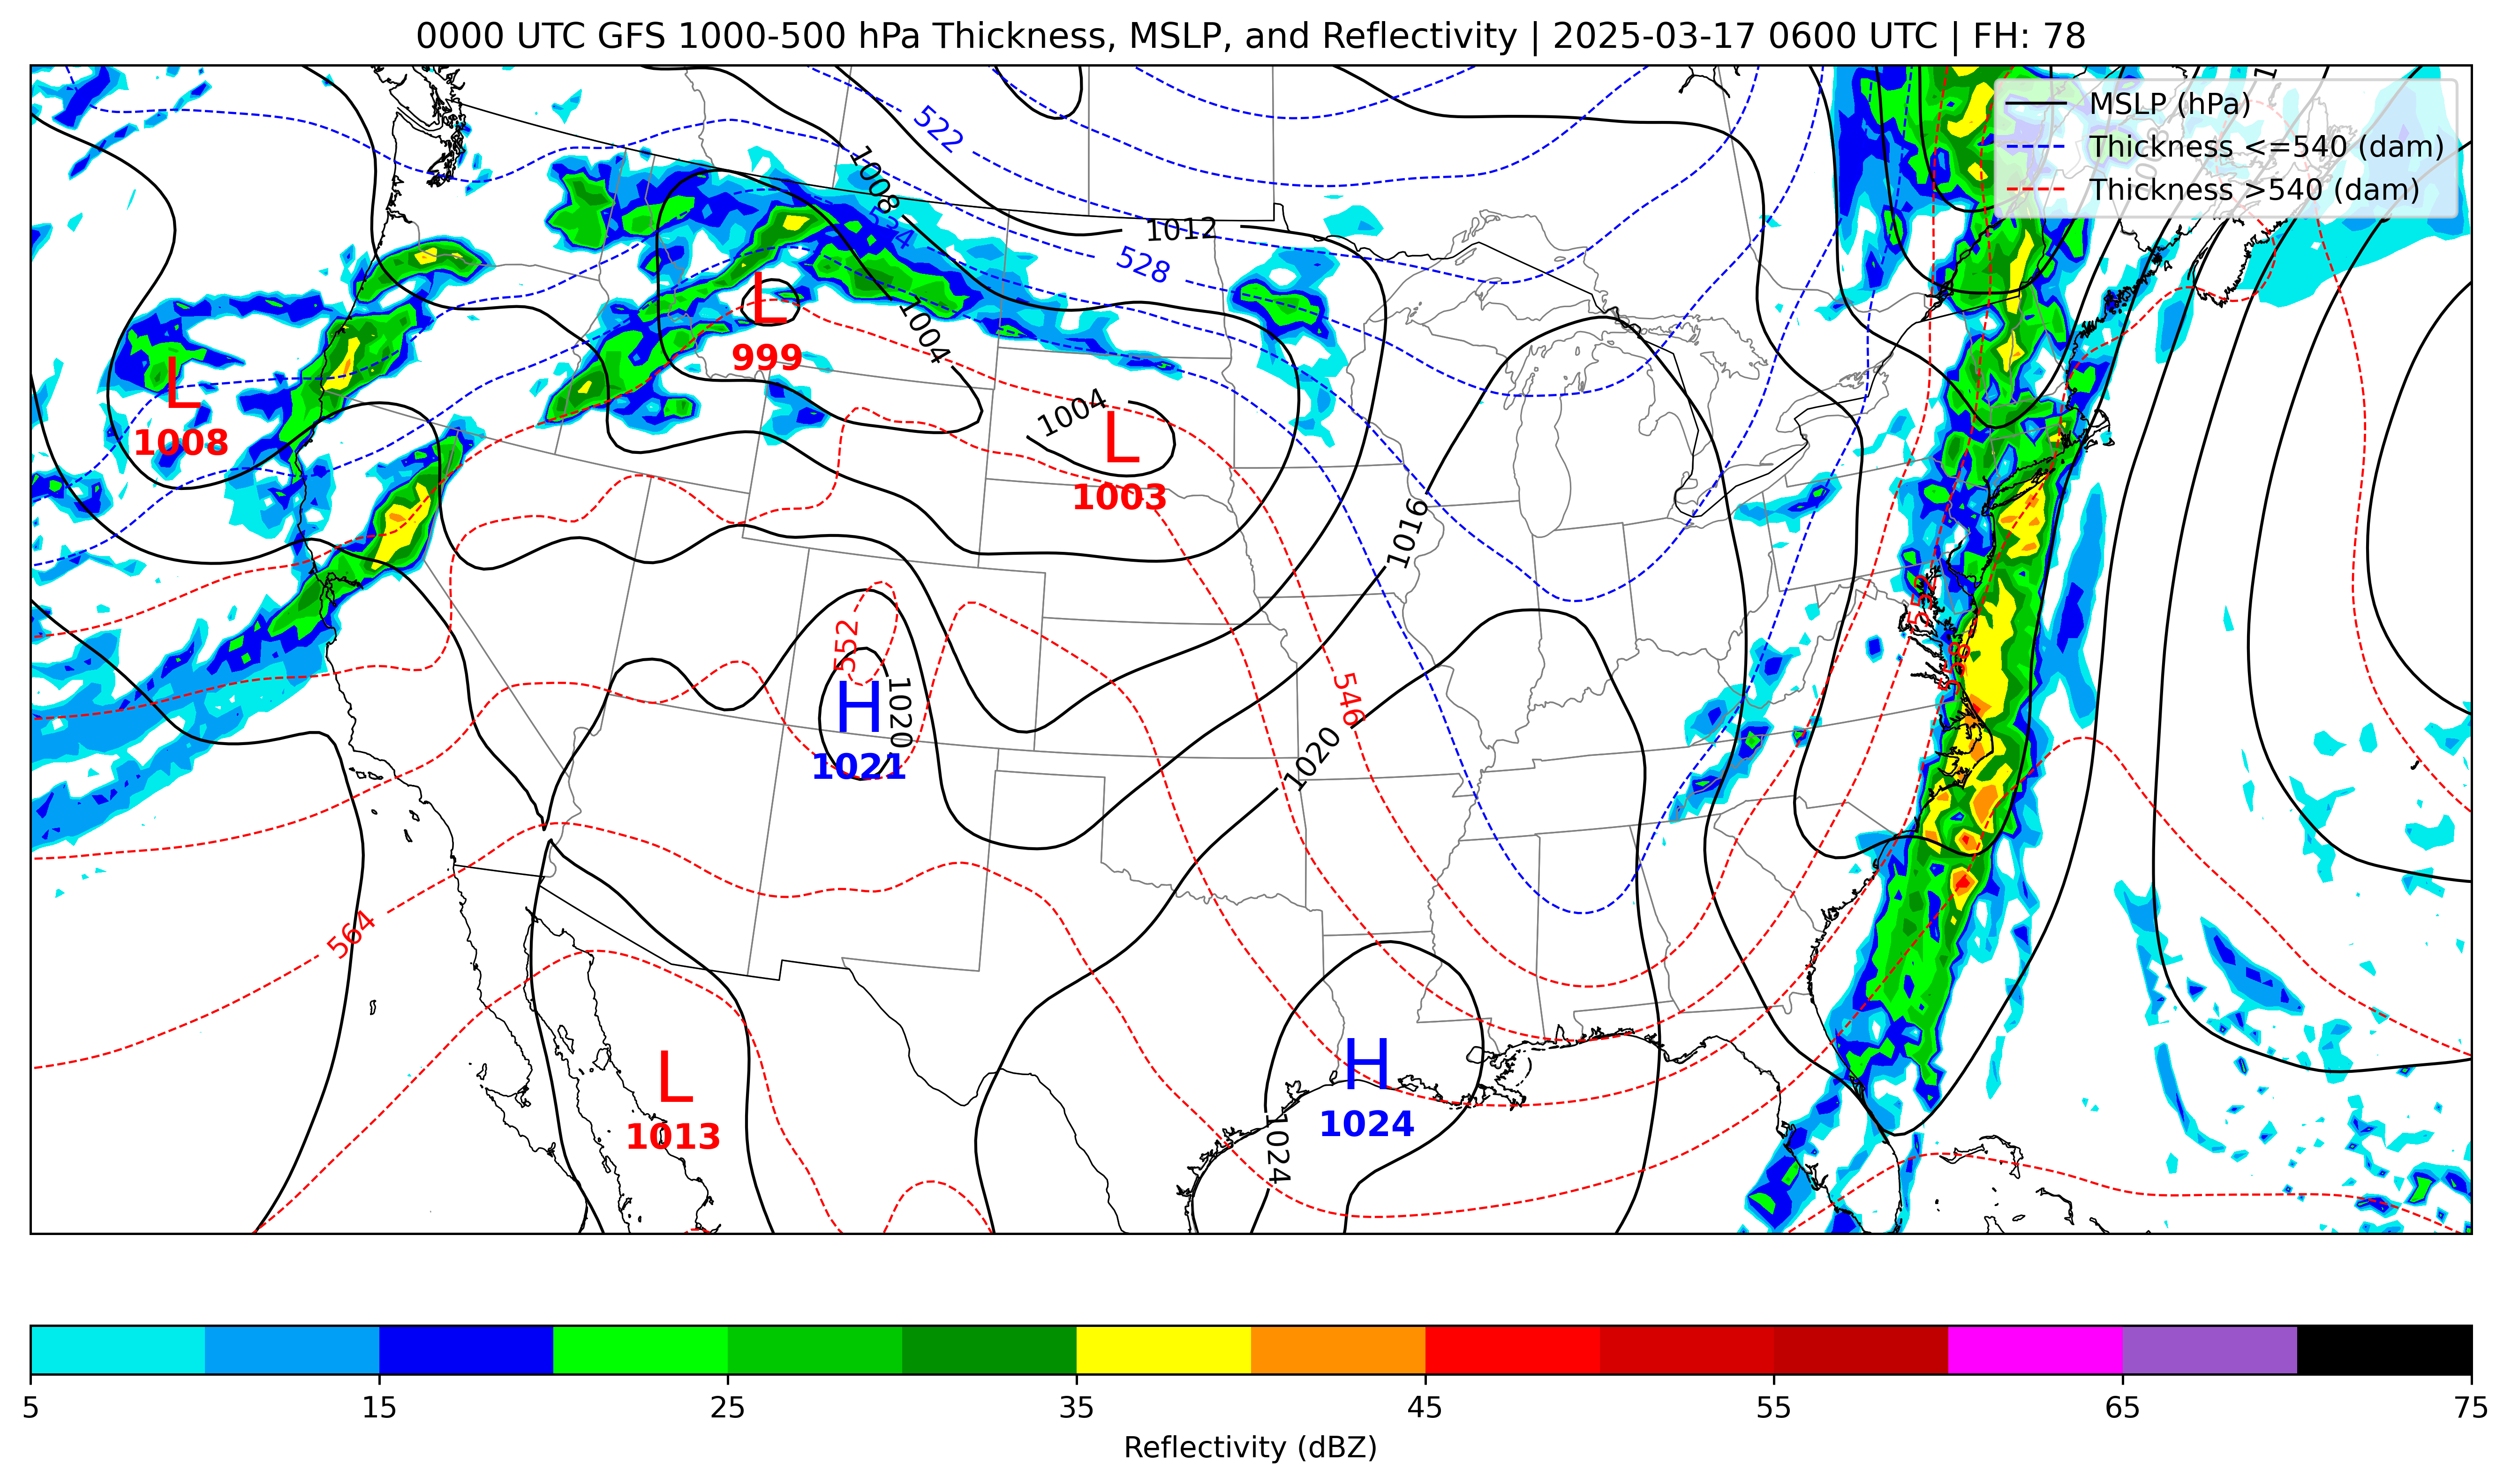 0000 UTC GFS 1000-500 hPa Thickness, MSLP, and Reflectivity | 2025-03-17 0600 UTC | FH: 78
MSLP (hPa)
Thickness <=540 (dam)
Thickness >540 (dam)
522
1008
534
1012
528
L
999
1004
L
1008
1004
L
1003
1016
552
552
558
H
1021
1020
546
1020
564
L
1013
H
1024
1024
5 15 25 35 45 55 65 75
Reflectivity (dBZ)